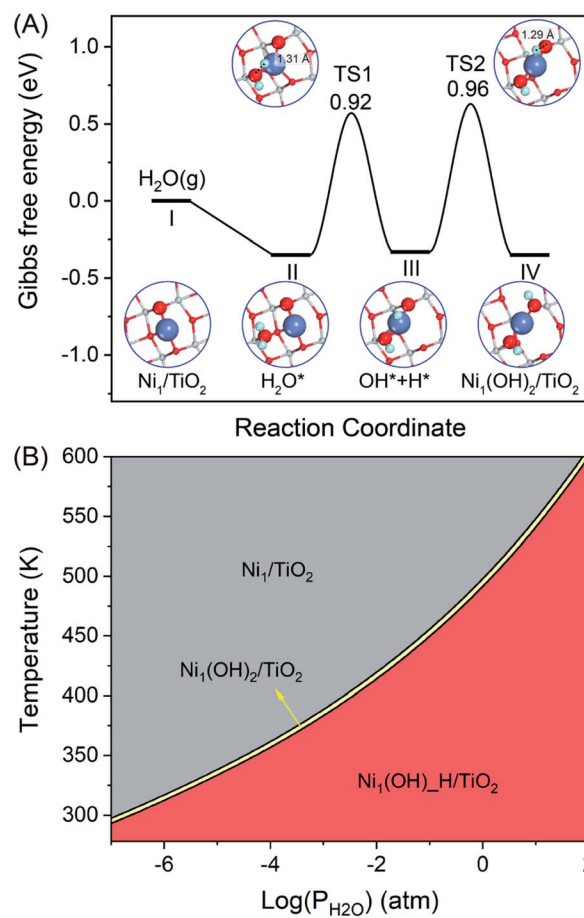 (A)
Gibbs free energy (eV)
1.0
0.5
0.0
-0.5
-1.0
1.31 Å
TS1
0.92
1.29 Å
TS2
0.96
H₂O(g)
I
II
III
IV
Ni₁/TiO₂
H₂O*
OH*+H*
Ni₁(OH)₂/TiO₂
Reaction Coordinate
(B)
Temperature (K)
600
550
500
450
400
350
300
Ni₁/TiO₂
Ni₁(OH)₂/TiO₂
Ni₁(OH)_H/TiO₂
-6
-4
-2
0
2
Log(P_H2O) (atm)